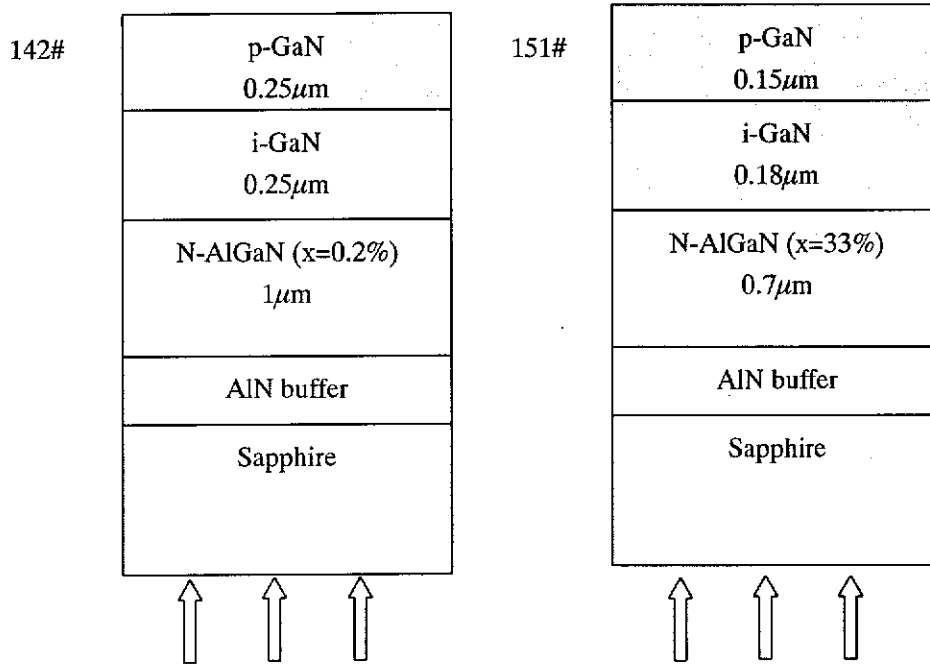 142#
p-GaN
0.25μm
i-GaN
0.25μm
N-AlGaN (x=0.2%)
1μm
AlN buffer
Sapphire
151#
p-GaN
0.15μm
i-GaN
0.18μm
N-AlGaN (x=33%)
0.7μm
AlN buffer
Sapphire